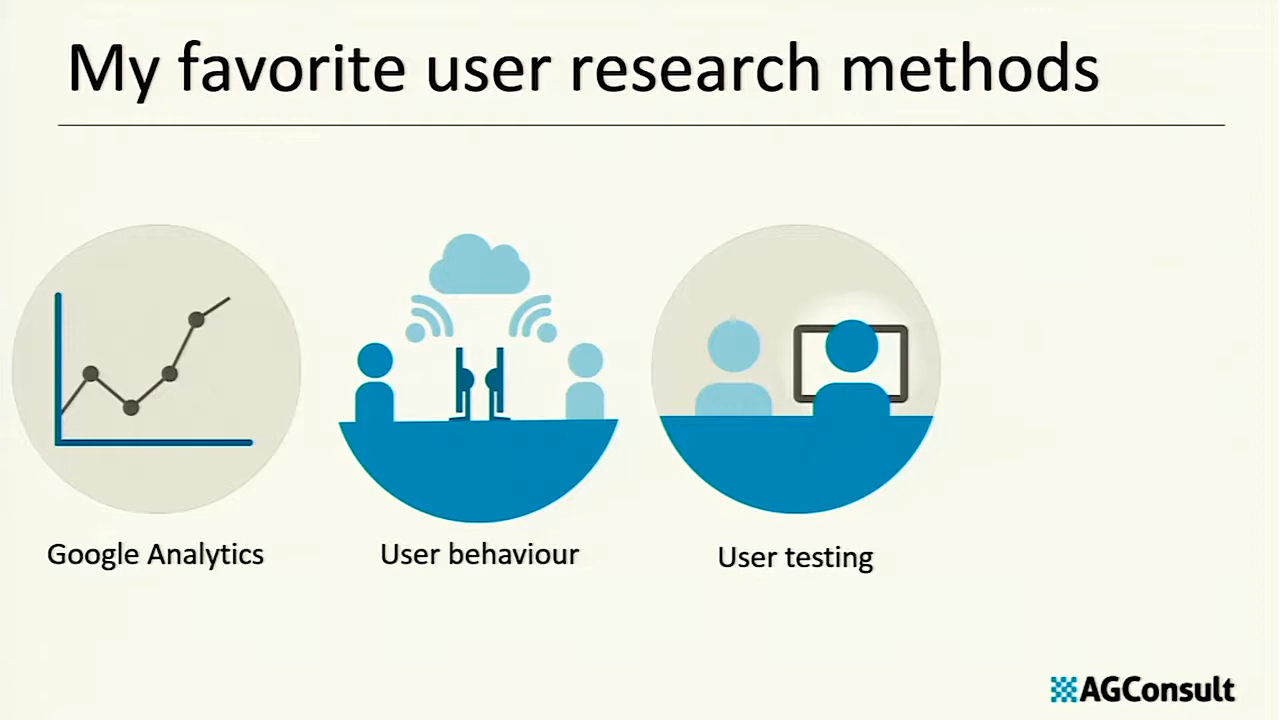 My favorite user research methods
Google Analytics
User behaviour
User testing
AGConsult